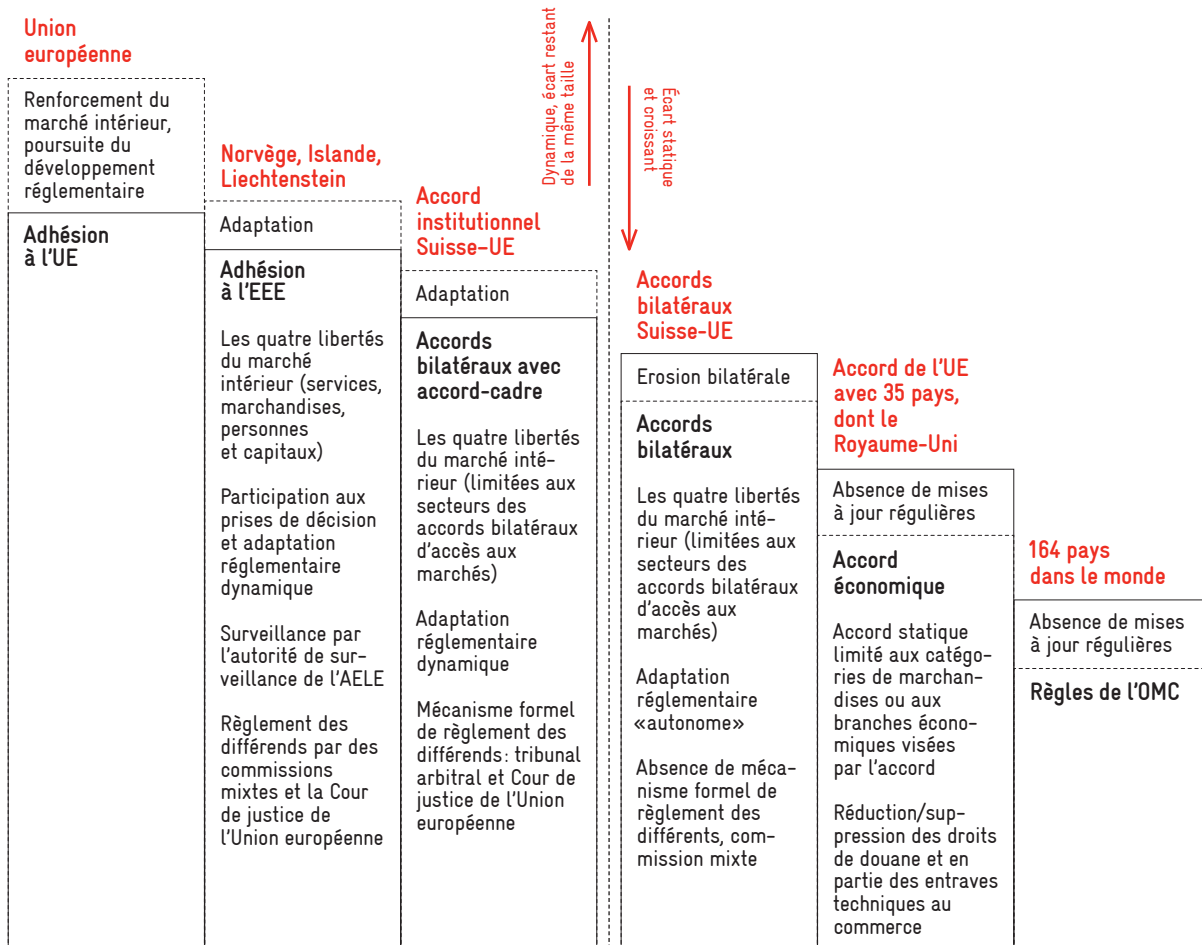 Union
européenne
Renforcement du
marché intérieur,
poursuite du
développement
réglementaire
Adhésion
à l'UE
Norvège, Islande,
Liechtenstein
Adaptation
Adhésion
à l'EEE
Les quatre libertés
du marché
intérieur (services,
marchandises,
personnes
et capitaux)
Participation aux
prises de décision
et adaptation
réglementaire
dynamique
Surveillance par
l'autorité de sur-
veillance de l'AELE
Règlement des
différends par des
commissions
mixtes et la Cour
de justice de
l'Union européenne
Accord
institutionnel
Suisse-UE
Adaptation
Accords
bilatéraux avec
accord-cadre
Les quatre libertés
du marché inté-
rieur (limitées aux
secteurs des
accords bilatéraux
d'accès aux
marchés)
Adaptation
réglementaire
dynamique
Mécanisme formel
de règlement des
différends: tribunal
arbitral et Cour de
justice de l'Union
européenne
Dynamique, écart restant
de la même taille
Écart statique
et croissant
Accords
bilatéraux
Suisse-UE
Erosion bilatérale
Accords
bilatéraux
Les quatre libertés
du marché inté-
rieur (limitées aux
secteurs des
accords bilatéraux
d'accès aux
marchés)
Adaptation
réglementaire
«autonome»
Absence de méca-
nisme formel de
règlement des
différents, com-
mission mixte
Accord de l'UE
avec 35 pays,
dont le
Royaume-Uni
Absence de mises
à jour régulières
Accord
économique
Accord statique
limité aux catégo-
ries de marchan-
dises ou aux
branches écono-
miques visées
par l'accord
Réduction/sup-
pression des droits
de douane et en
partie des entraves
techniques au
commerce
164 pays
dans le monde
Absence de mises
à jour régulières
Règles de l'OMC